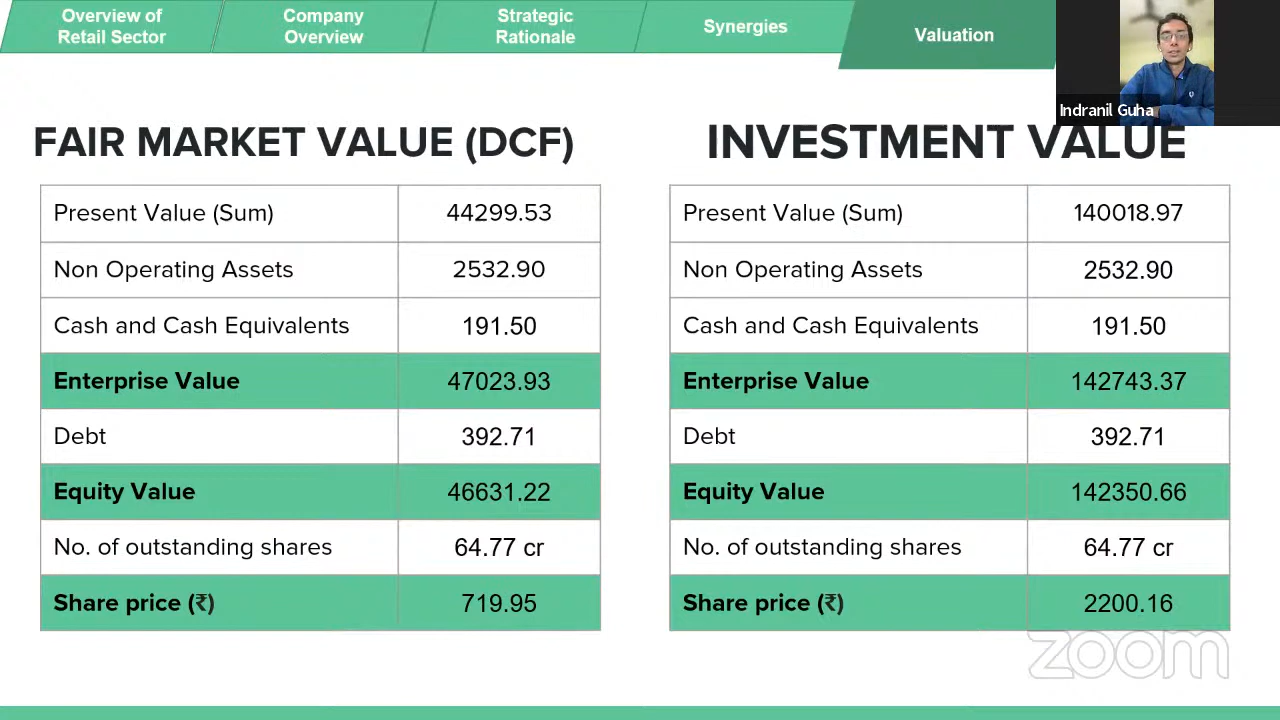 Overview of
Retail Sector
Company
Overview
Strategic
Rationale
Synergies
Valuation
Indranil Guha
FAIR MARKET VALUE (DCF)
Present Value (Sum) 44299.53
Non Operating Assets 2532.90
Cash and Cash Equivalents 191.50
Enterprise Value 47023.93
Debt 392.71
Equity Value 46631.22
No. of outstanding shares 64.77 cr
Share price (₹) 719.95
INVESTMENT VALUE
Present Value (Sum) 140018.97
Non Operating Assets 2532.90
Cash and Cash Equivalents 191.50
Enterprise Value 142743.37
Debt 392.71
Equity Value 142350.66
No. of outstanding shares 64.77 cr
Share price (₹) 2200.16
zoom